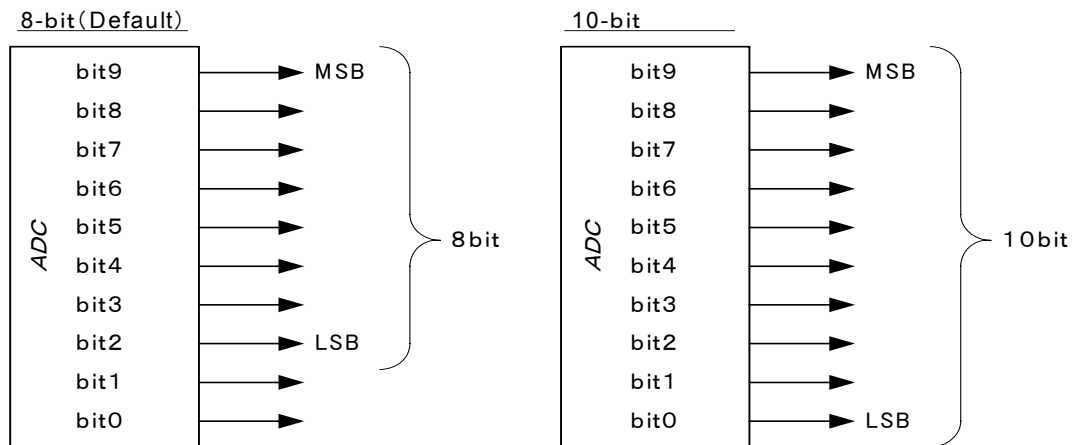 8-bit(Default)
bit9 MSB
bit8
bit7
bit6
bit5
bit4
bit3
bit2 LSB
bit1
bit0
ADC
8bit
10-bit
bit9 MSB
bit8
bit7
bit6
bit5
bit4
bit3
bit2
bit1
bit0 LSB
ADC
10bit